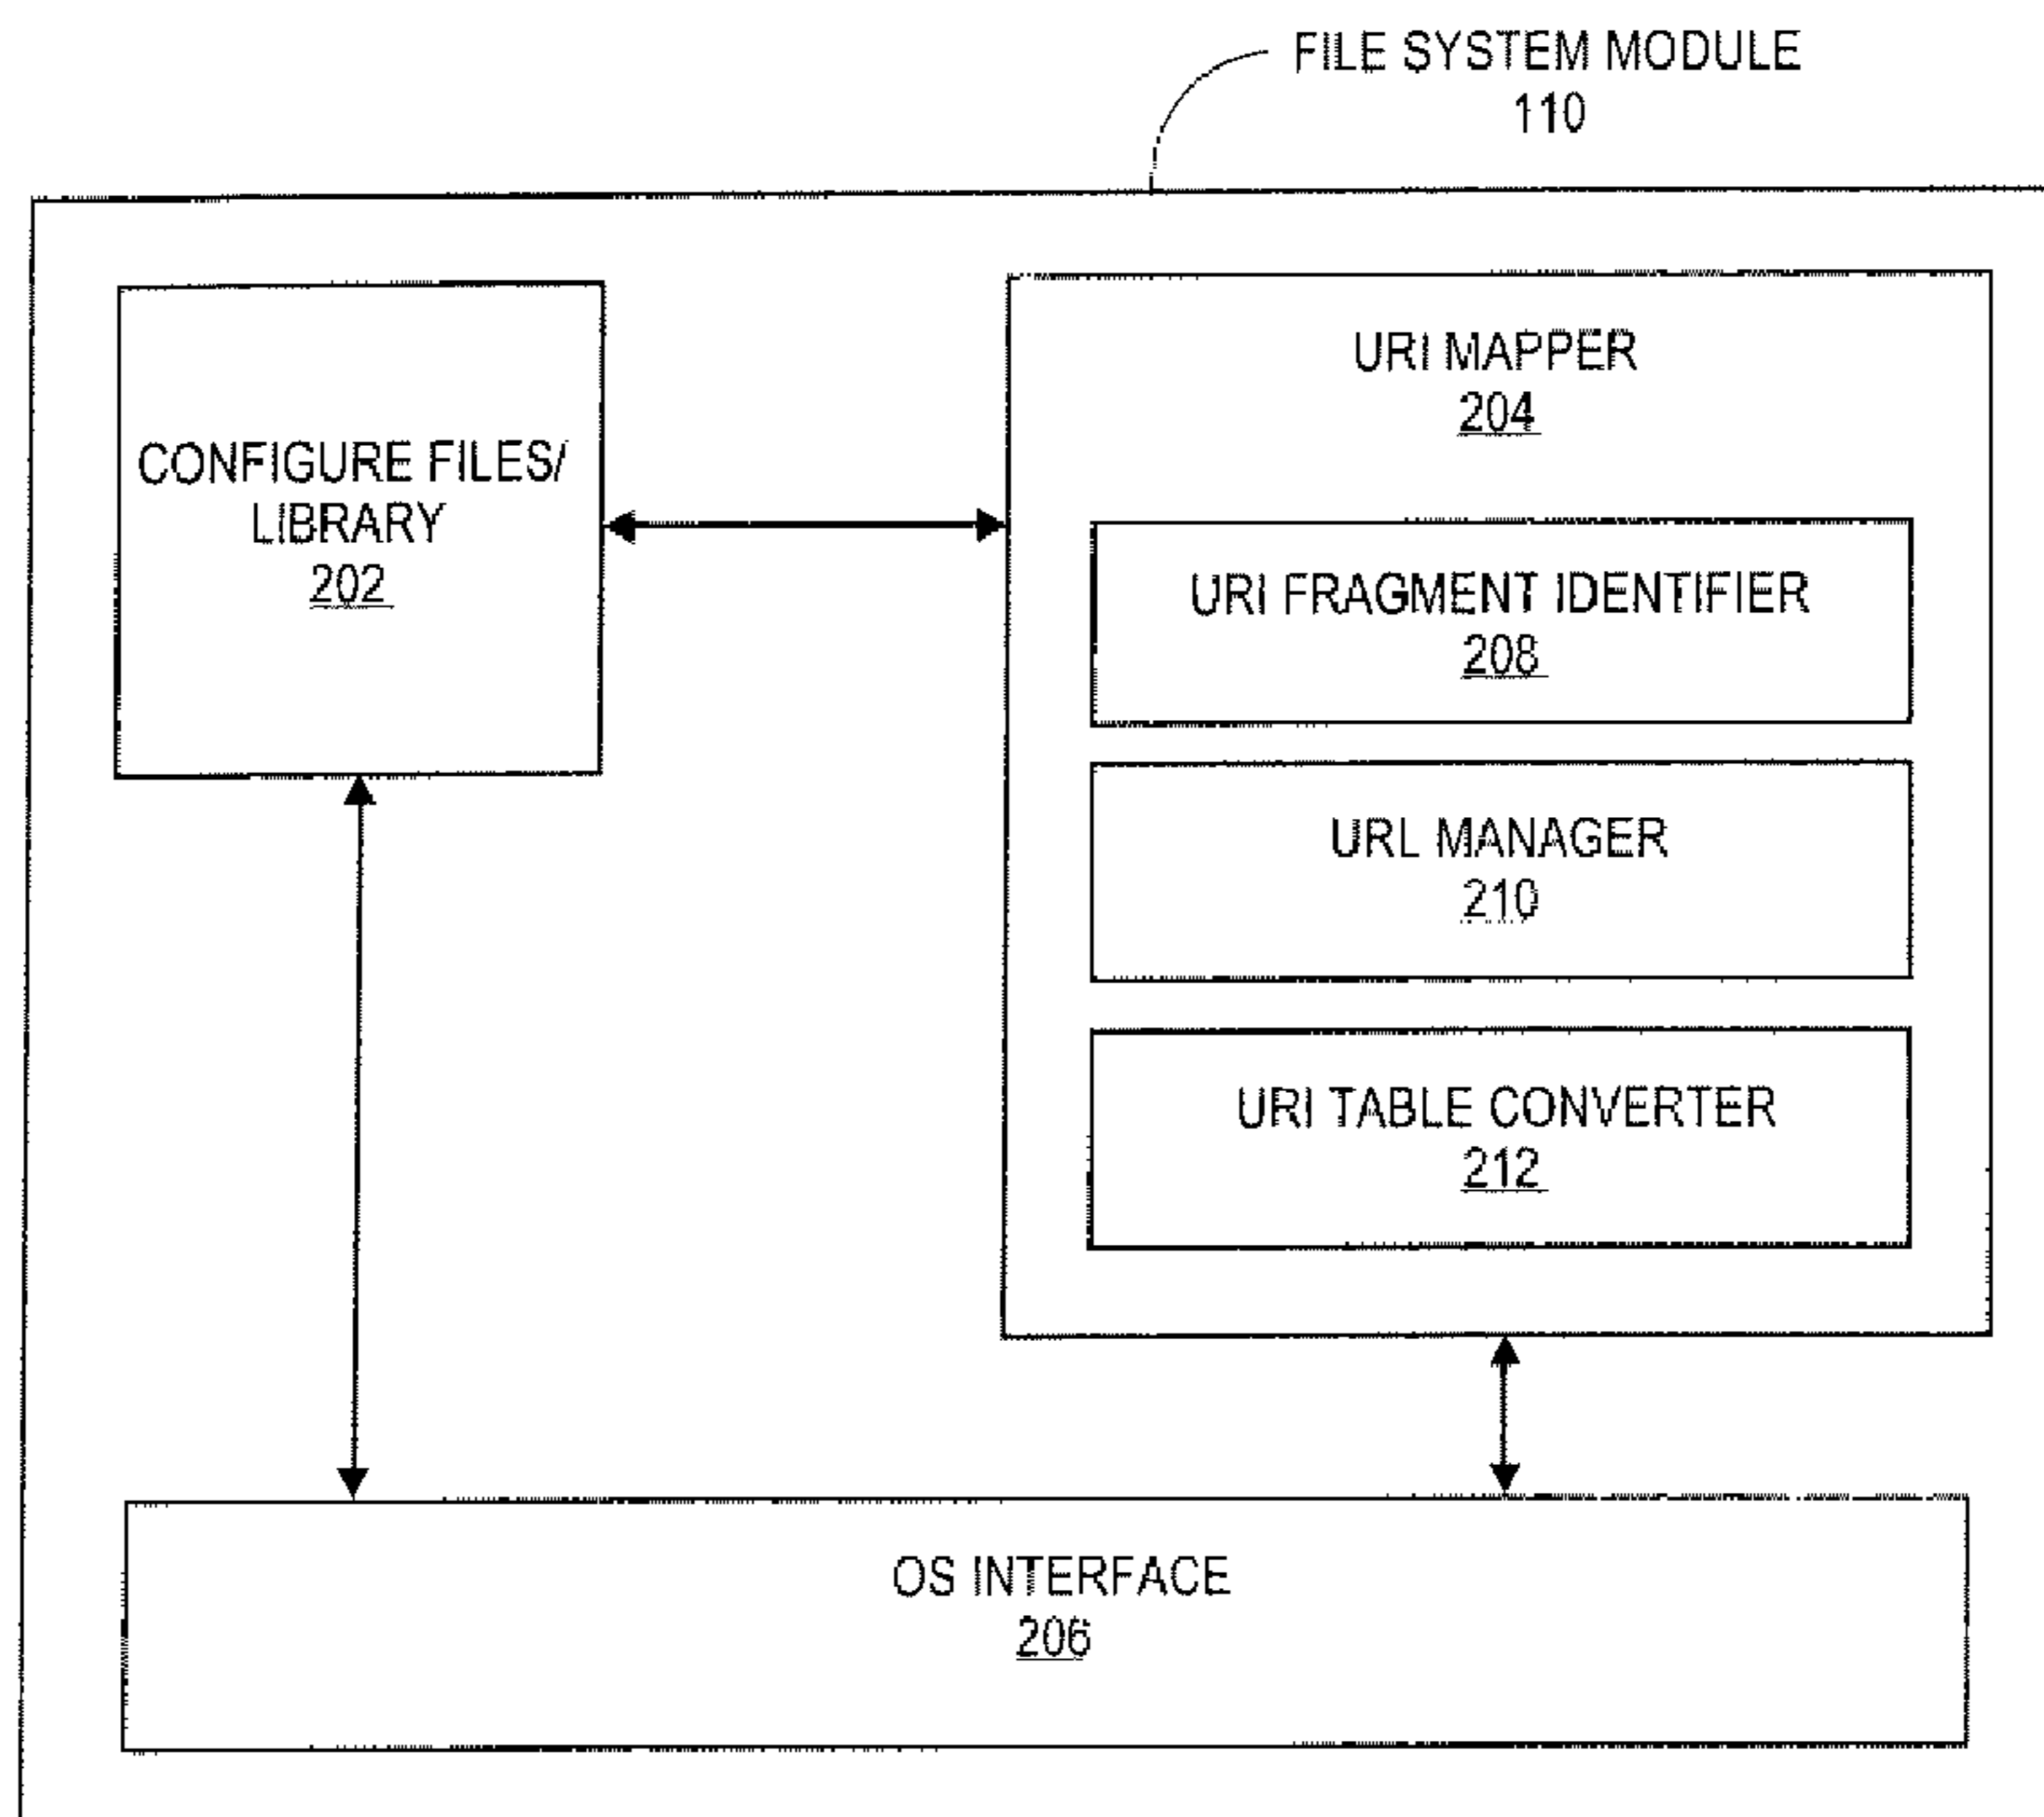 FILE SYSTEM MODULE
110
CONFIGURE FILES/
LIBRARY
202
URI MAPPER
204
URI FRAGMENT IDENTIFIER
208
URL MANAGER
210
URI TABLE CONVERTER
212
OS INTERFACE
206